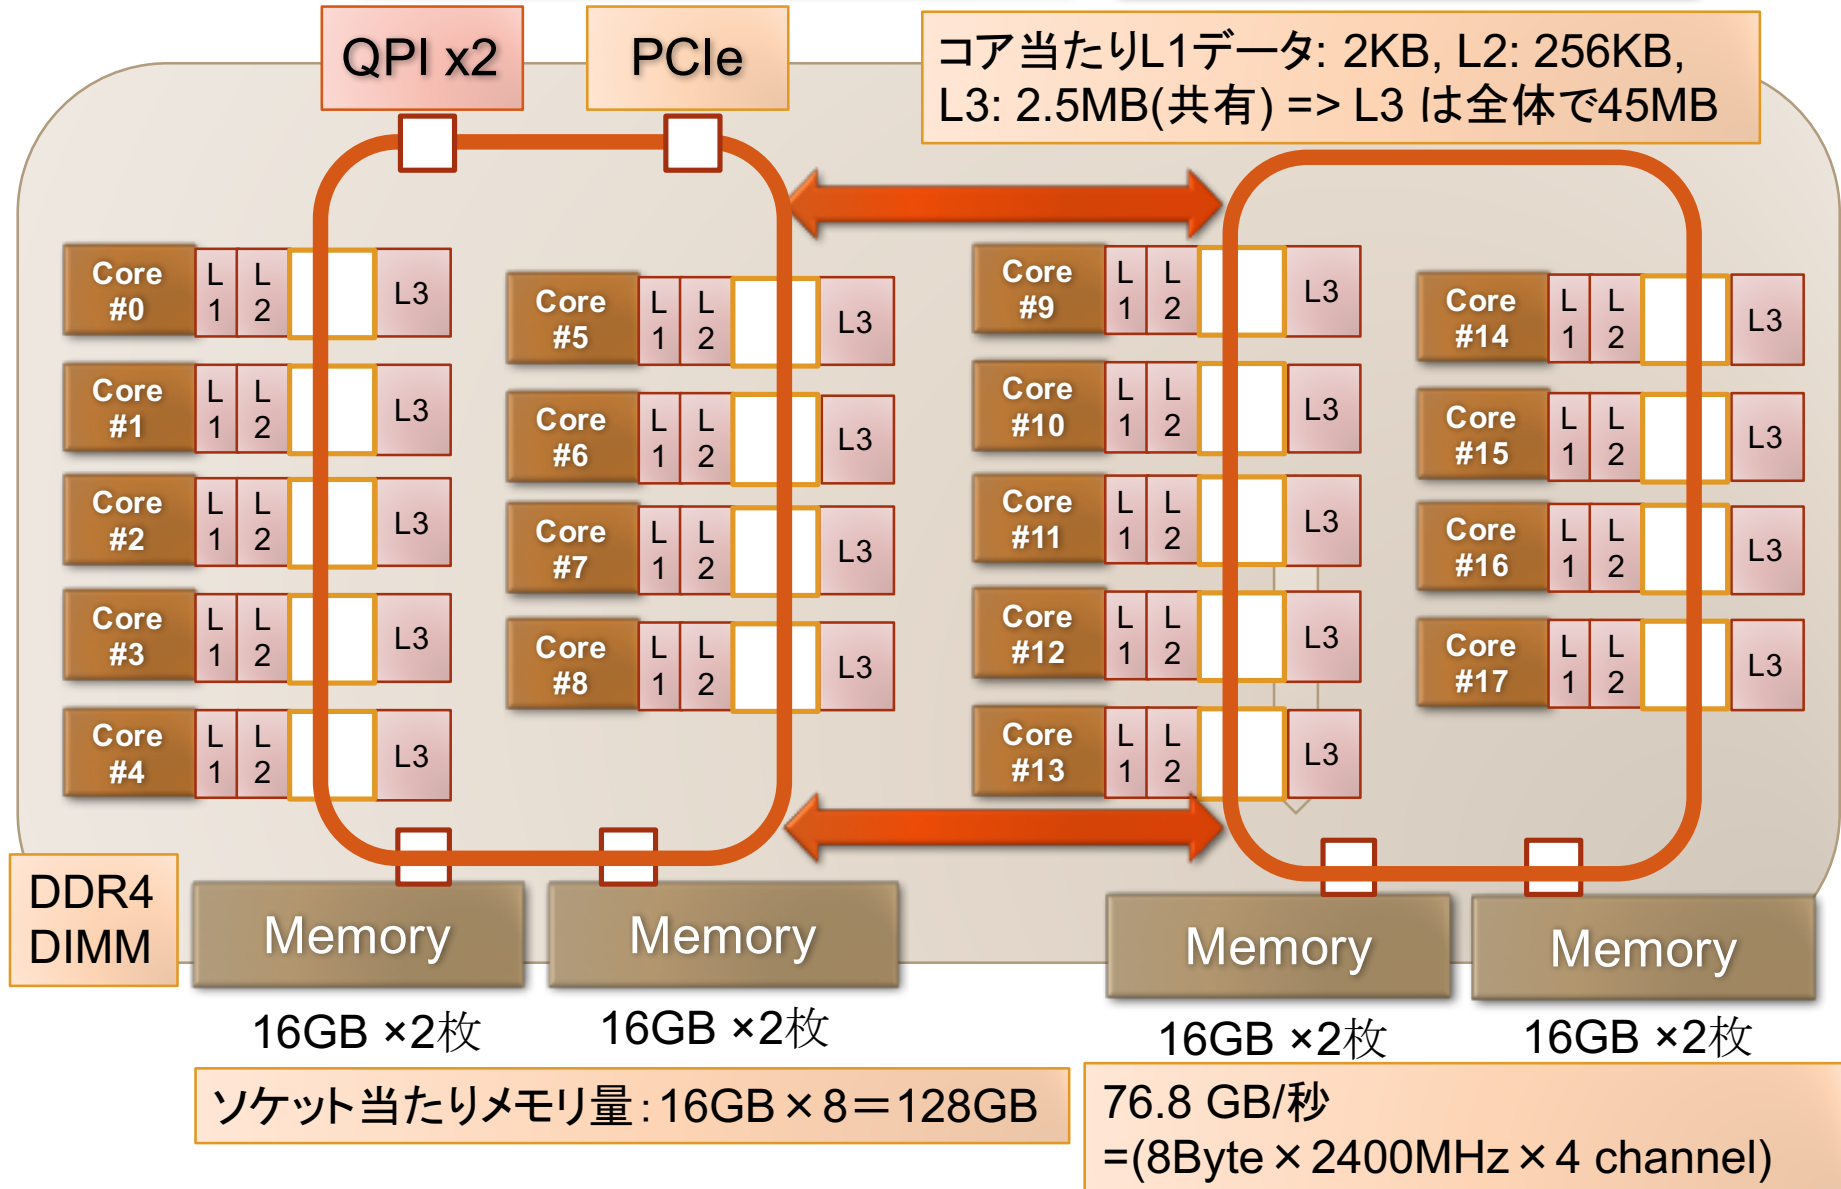 QPI x2
PCIe
コア当たりL1データ: 2KB, L2: 256KB,
L3: 2.5MB(共有) => L3 は全体で45MB
Core
#0
L
1
L
2
L3
Core
#1
L
1
L
2
L3
Core
#2
L
1
L
2
L3
Core
#3
L
1
L
2
L3
Core
#4
L
1
L
2
L3
Core
#5
L
1
L
2
L3
Core
#6
L
1
L
2
L3
Core
#7
L
1
L
2
L3
Core
#8
L
1
L
2
L3
Core
#9
L
1
L
2
L3
Core
#10
L
1
L
2
L3
Core
#11
L
1
L
2
L3
Core
#12
L
1
L
2
L3
Core
#13
L
1
L
2
L3
Core
#14
L
1
L
2
L3
Core
#15
L
1
L
2
L3
Core
#16
L
1
L
2
L3
Core
#17
L
1
L
2
L3
DDR4
DIMM
Memory
Memory
Memory
Memory
16GB ×2枚
16GB ×2枚
16GB ×2枚
16GB ×2枚
ソケット当たりメモリ量:16GB×8=128GB
76.8 GB/秒
=(8Byte×2400MHz×4 channel)